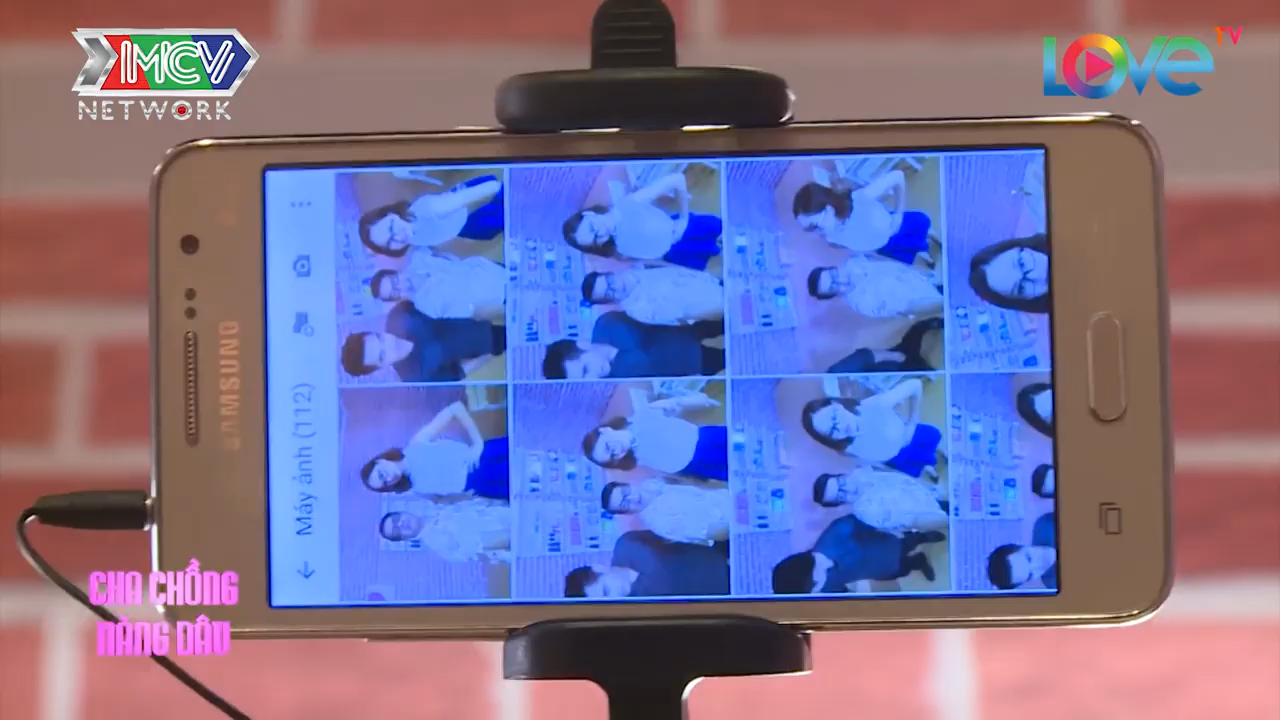 MCV
NETWORK
LOVE TV
SAMSUNG
Máy ảnh (112)
CHA CHỒNG
NÀNG DÂU